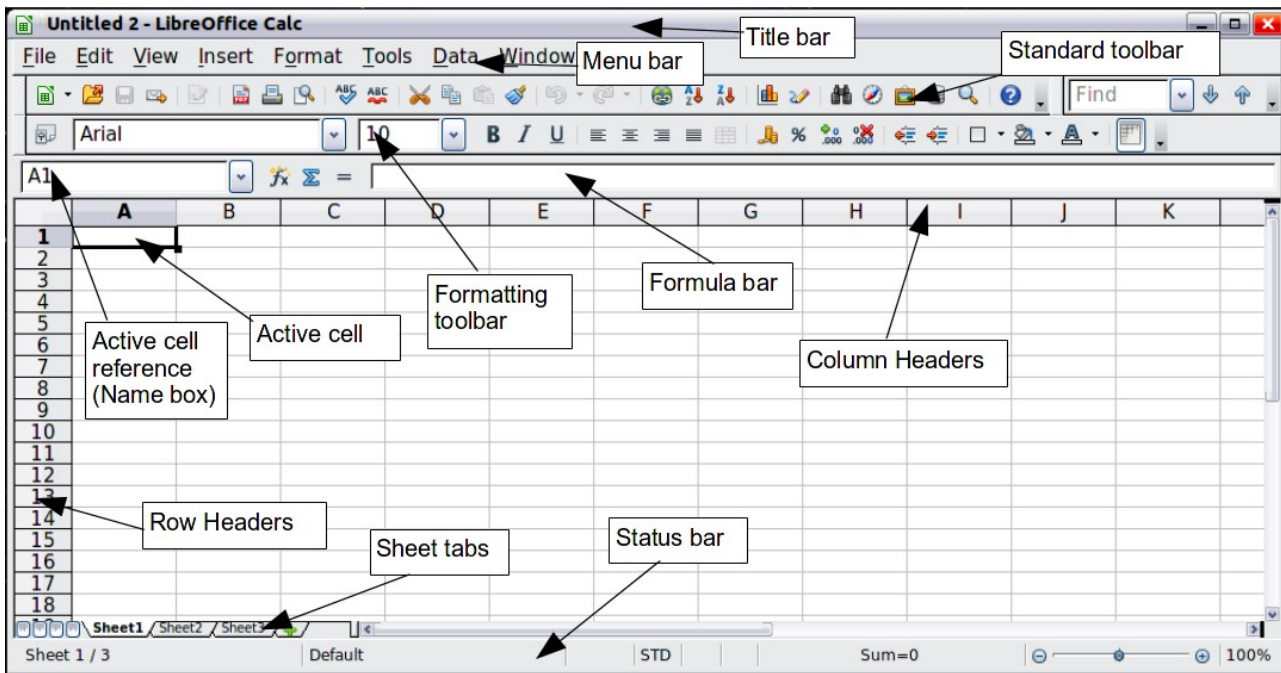 Untitled 2 - LibreOffice Calc
Title bar
File Edit View Insert Format Tools Data Window
Menu bar
Standard toolbar
ABC ABC
Find
Arial
10
B I U
%
A1
fx Σ =
A B C D E F G H I J K
1
2
3
4
5
6
7
8
9
10
11
12
13
14
15
16
17
18
Formatting
toolbar
Formula bar
Active cell
reference
(Name box)
Active cell
Column Headers
Row Headers
Sheet tabs
Status bar
Sheet1 Sheet2 Sheet3
Sheet 1 / 3 Default STD Sum=0 100%